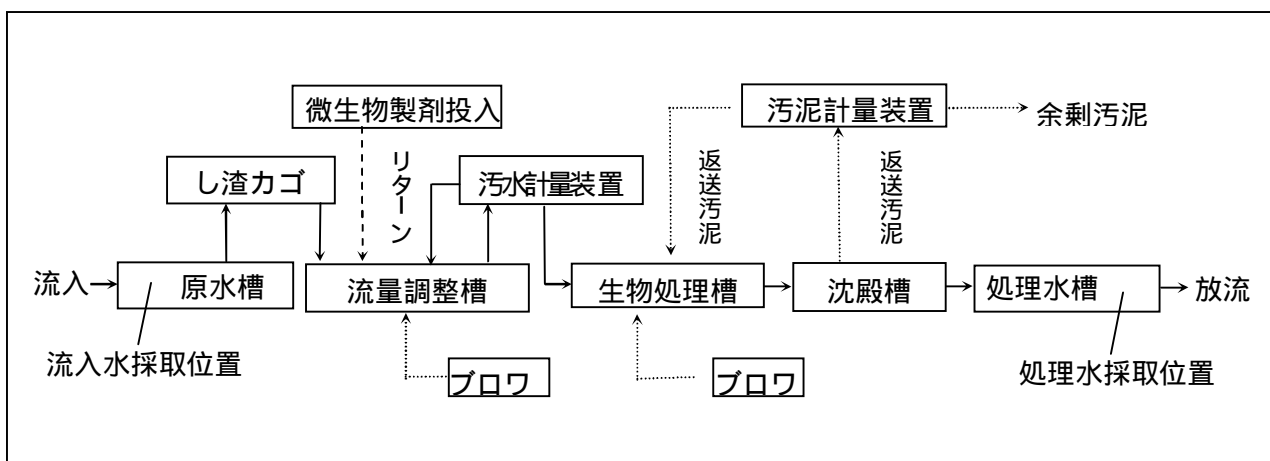 微生物製剤投入
汚泥計量装置
余剰汚泥
し渣カゴ
リターン
汚水計量装置
返送汚泥
返送汚泥
流入
原水槽
流量調整槽
生物処理槽
沈殿槽
処理水槽
放流
流入水採取位置
ブロワ
ブロワ
処理水採取位置